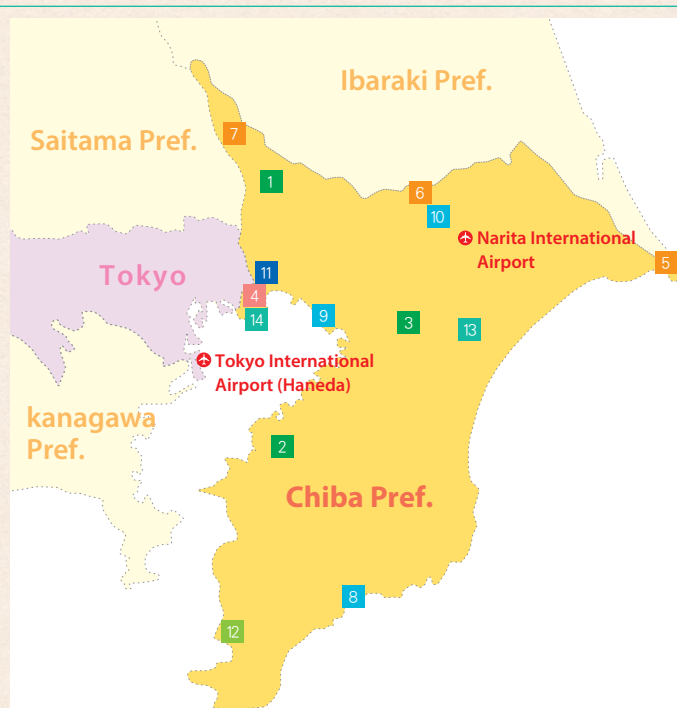 Ibaraki Pref.
Saitama Pref.
7
1
6
10
Narita International
Airport
5
Tokyo
11
4
14
9
3
13
Tokyo International
Airport (Haneda)
kanagawa
Pref.
2
Chiba Pref.
8
12